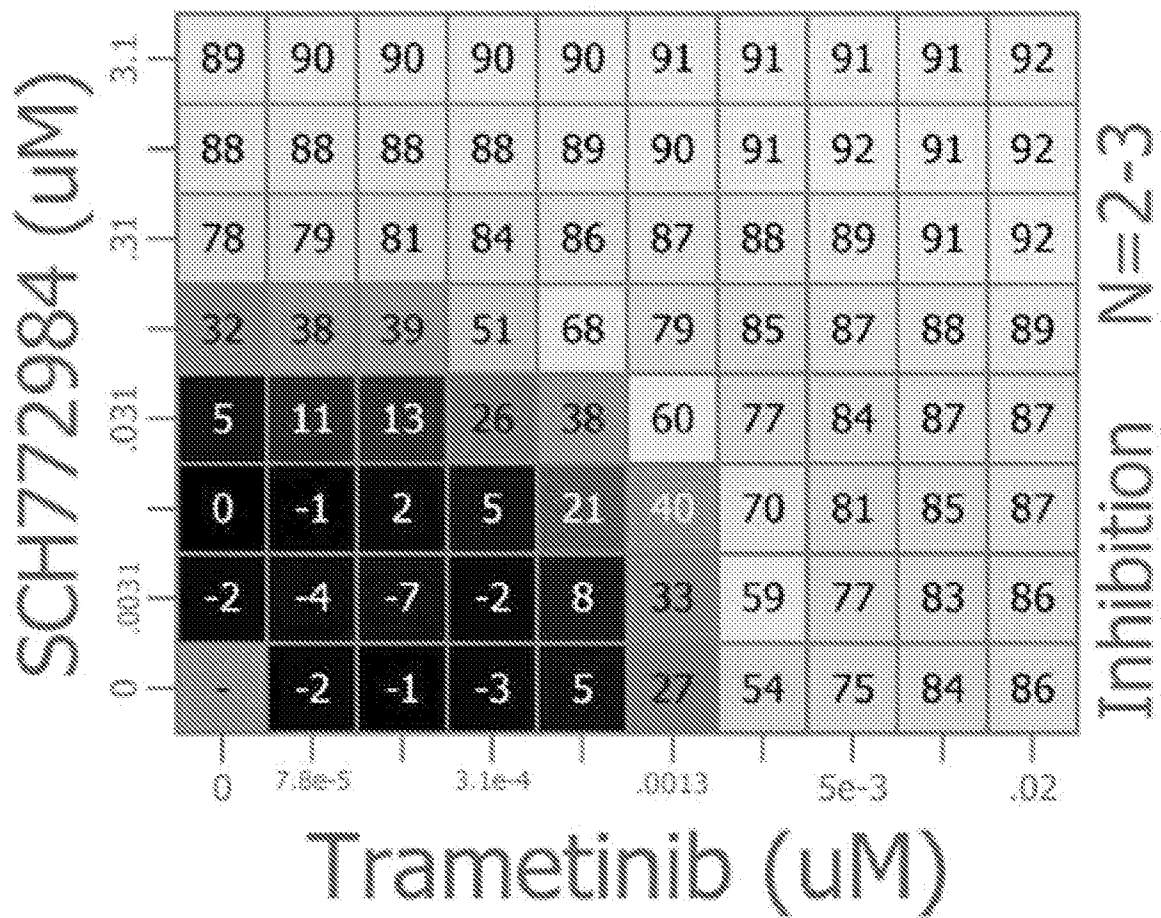 SCH772984 (uM)
3.1
.31
.031
.0031
0
89 90 90 90 90 91 91 91 91 92
88 88 88 88 89 90 91 92 91 92
78 79 81 84 86 87 88 89 91 92
32 38 39 51 68 79 85 87 88 89
5 11 13 26 38 60 77 84 87 87
0 -1 2 5 21 40 70 81 85 87
-2 -4 -7 -2 8 33 59 77 83 86
- -2 -1 -3 5 27 54 75 84 86
0 7.8e-5 3.1e-4 .0013 5e-3 .02
Trametinib (uM)
Inhibition N=2-3